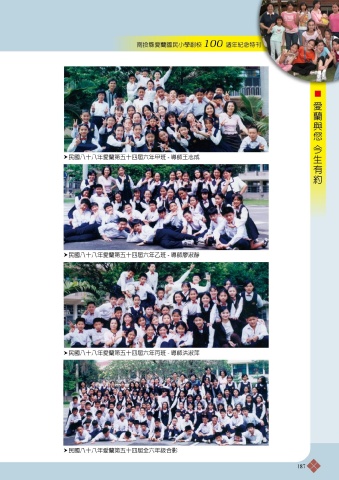 南投縣愛蘭國民小學創校 100 週年紀念特刊
■ 愛蘭與您 今生有約
➤民國八十八年愛蘭第五十四屆六年甲班 - 導師王志成
➤民國八十八年愛蘭第五十四屆六年乙班 - 導師廖淑靜
➤民國八十八年愛蘭第五十四屆六年丙班 - 導師洪淑萍
➤民國八十八年愛蘭第五十四屆全六年級合影
187